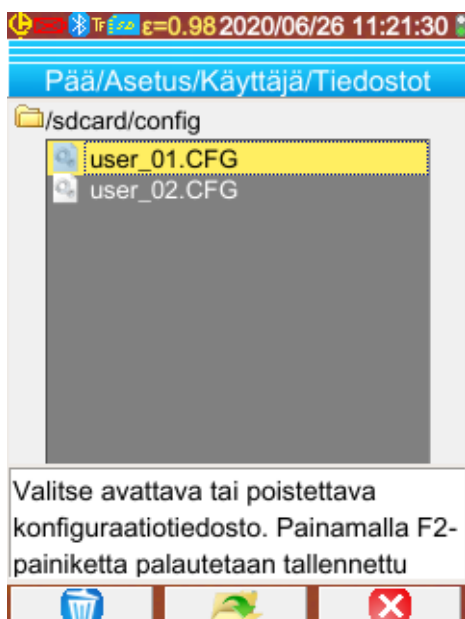 TF ε=0.98 2020/06/26 11:21:30
Pää/Asetus/Käyttäjä/Tiedostot
/sdcard/config
user_01.CFG
user_02.CFG
Valitse avattava tai poistettava
konfiguraatiotiedosto. Painamalla F2-
painiketta palautetaan tallennettu